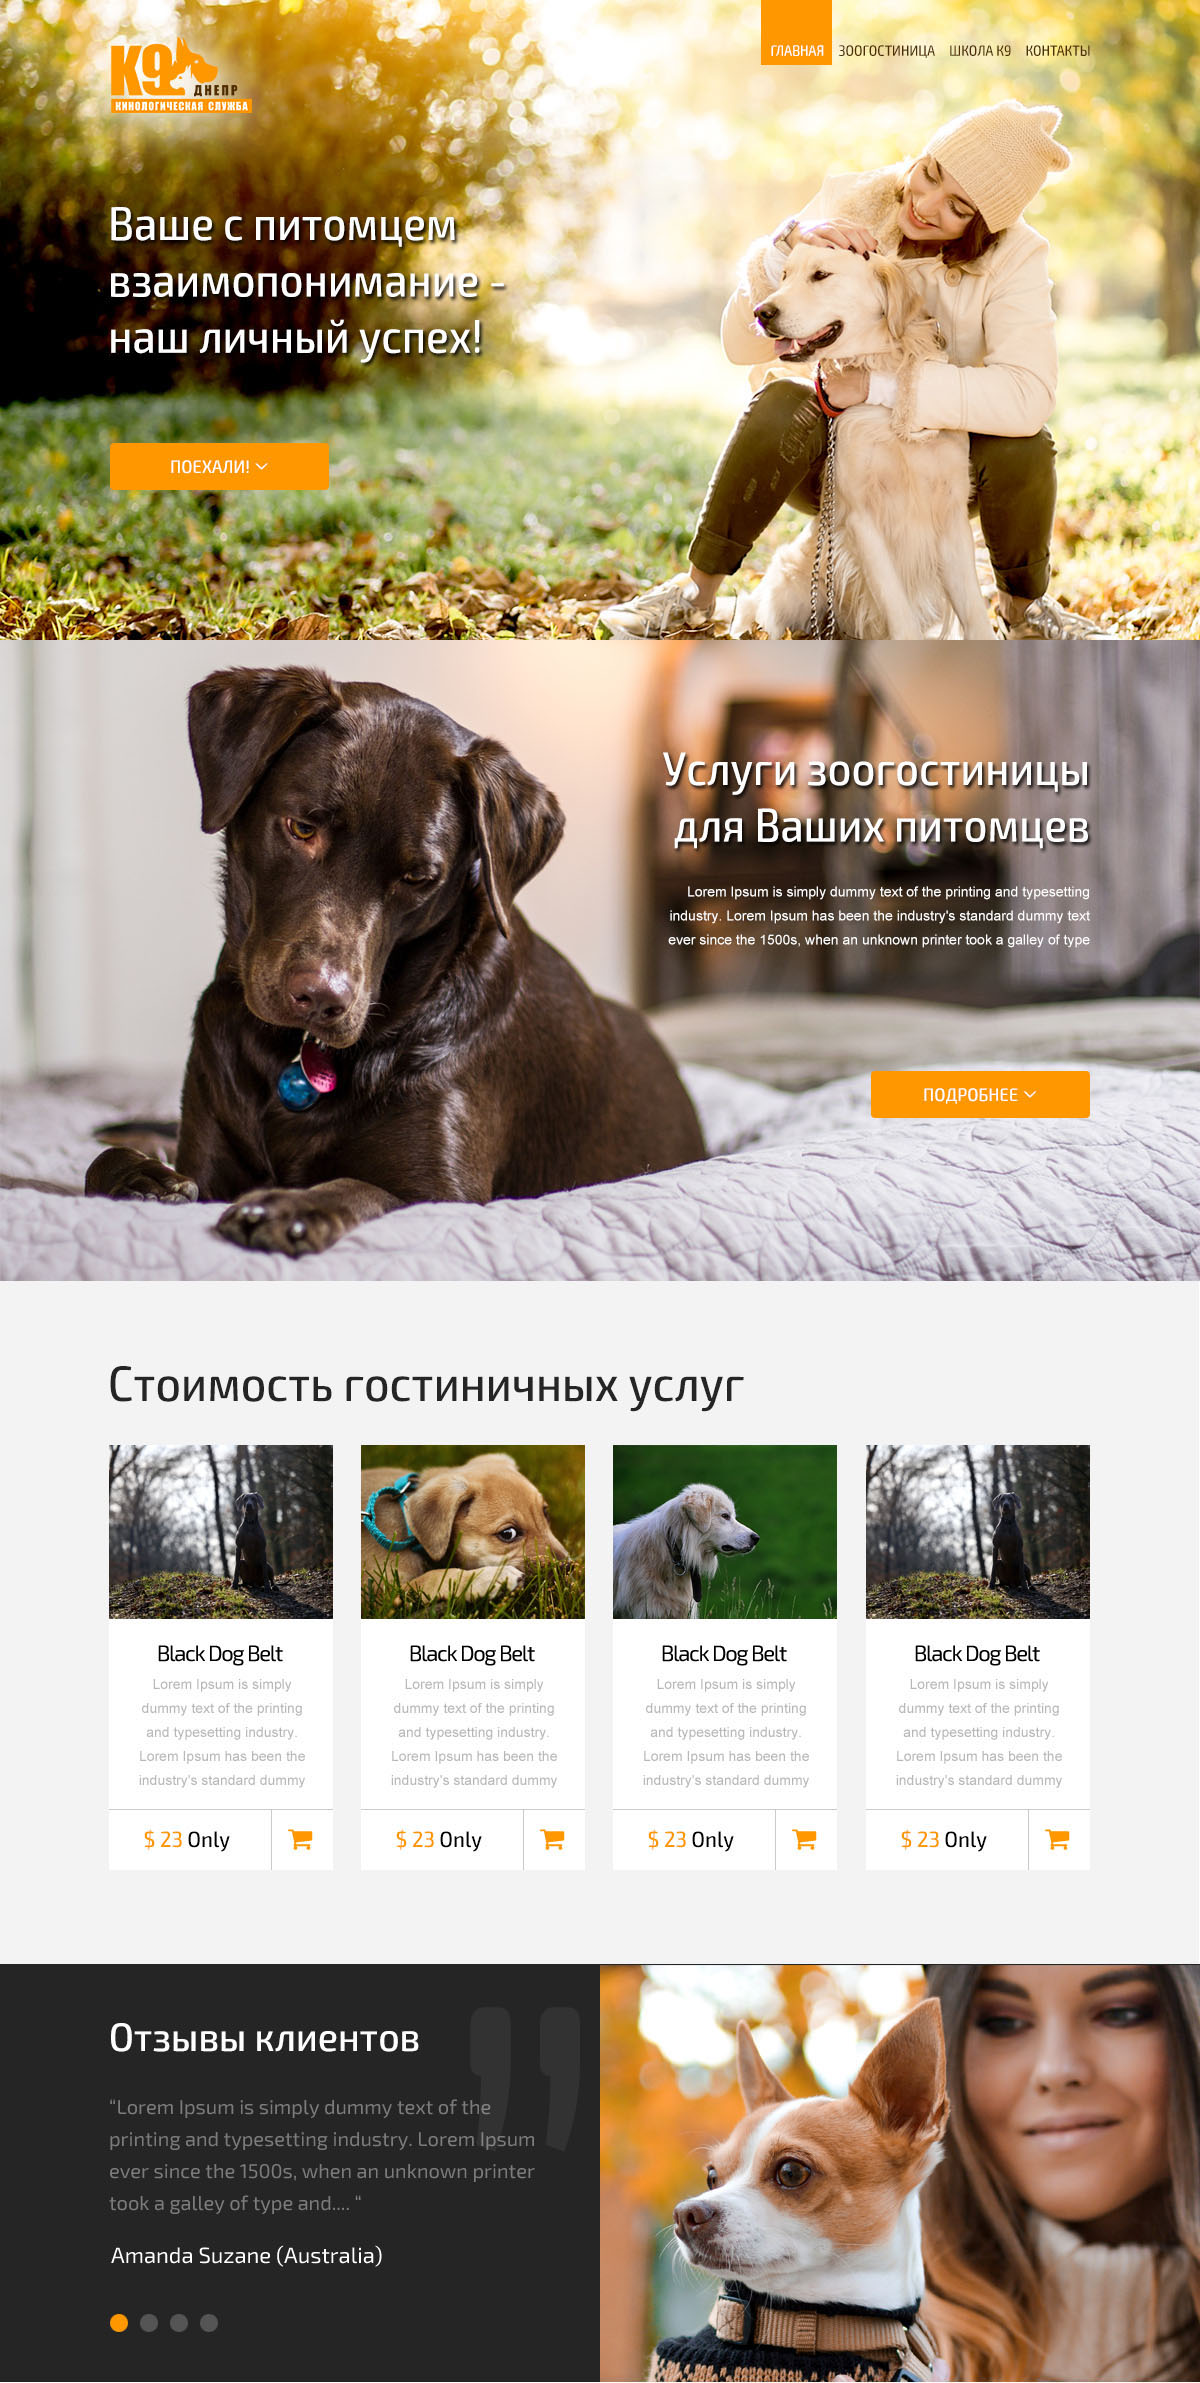 K9
ДНЕПР
КИНОЛОГИЧЕСКАЯ СЛУЖБА
ГЛАВНАЯ ЗООГОСТИНИЦА ШКОЛА К9 КОНТАКТЫ
Ваше с питомцем
взаимопонимание -
наш личный успех!
ПОЕХАЛИ!
Услуги зоогостиницы
для Ваших питомцев
Lorem Ipsum is simply dummy text of the printing and typesetting
industry. Lorem Ipsum has been the industry's standard dummy text
ever since the 1500s, when an unknown printer took a galley of type
ПОДРОБНЕЕ
Стоимость гостиничных услуг
Black Dog Belt
Lorem Ipsum is simply
dummy text of the printing
and typesetting industry.
Lorem Ipsum has been the
industry's standard dummy
$ 23 Only
Black Dog Belt
Lorem Ipsum is simply
dummy text of the printing
and typesetting industry.
Lorem Ipsum has been the
industry's standard dummy
$ 23 Only
Black Dog Belt
Lorem Ipsum is simply
dummy text of the printing
and typesetting industry.
Lorem Ipsum has been the
industry's standard dummy
$ 23 Only
Black Dog Belt
Lorem Ipsum is simply
dummy text of the printing
and typesetting industry.
Lorem Ipsum has been the
industry's standard dummy
$ 23 Only
Отзывы клиентов
“Lorem Ipsum is simply dummy text of the
printing and typesetting industry. Lorem Ipsum
ever since the 1500s, when an unknown printer
took a galley of type and.... “
Amanda Suzane (Australia)